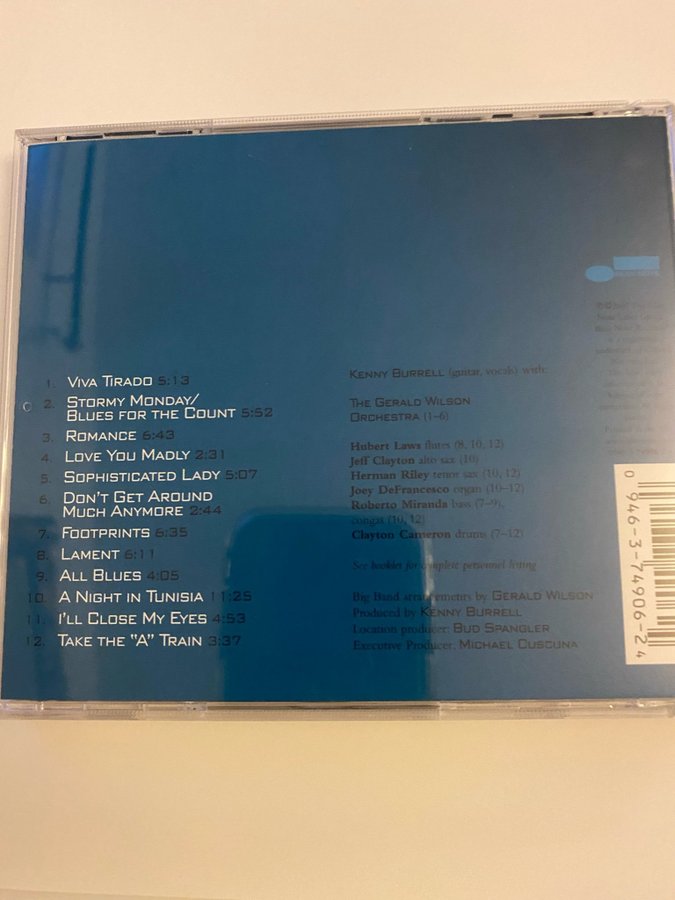 1. VIVA TIRADO 5:13
2. STORMY MONDAY/
BLUES FOR THE COUNT 5:52
3. ROMANCE 6:43
4. LOVE YOU MADLY 2:31
5. SOPHISTICATED LADY 5:07
6. DON'T GET AROUND
MUCH ANYMORE 2:44
7. FOOTPRINTS 6:35
8. LAMENT 6:11
9. ALL BLUES 4:05
10. A NIGHT IN TUNISIA 11:25
11. I'LL CLOSE MY EYES 4:53
12. TAKE THE "A" TRAIN 3:37
KENNY BURRELL (guitar, vocals) with:
THE GERALD WILSON
ORCHESTRA (1–6)
Hubert Laws flutes (8, 10, 12)
Jeff Clayton alto sax (10)
Herman Riley tenor sax (10, 12)
Joey DeFrancesco organ (10–12)
Roberto Miranda bass (7–9),
congas (10, 12)
Clayton Cameron drums (7–12)
See booklet for complete personnel listing
Big Band arrangements by GERALD WILSON
Produced by KENNY BURRELL
Location producer: BUD SPANGLER
Executive Producer: MICHAEL CUSCUNA
0 946-3-74906-2 4